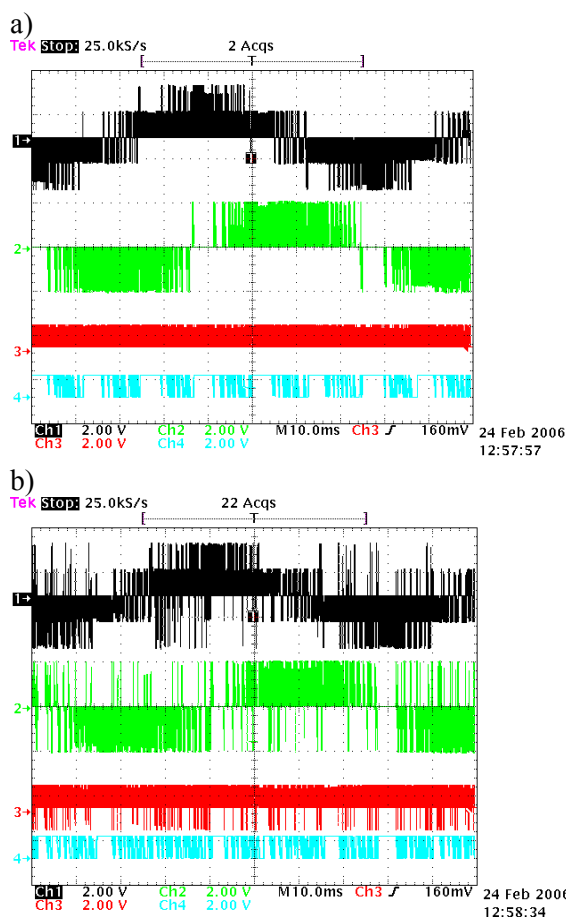 a)
Tek Stop: 25.0kS/s 2 Acqs
T
1
T
2
3
4
Ch1 2.00 V Ch2 2.00 V M10.0ms Ch3 160mV
Ch3 2.00 V Ch4 2.00 V
24 Feb 2006
12:57:57
b)
Tek Stop: 25.0kS/s 22 Acqs
T
1
T
2
3
4
Ch1 2.00 V Ch2 2.00 V M10.0ms Ch3 160mV
Ch3 2.00 V Ch4 2.00 V
24 Feb 2006
12:58:34